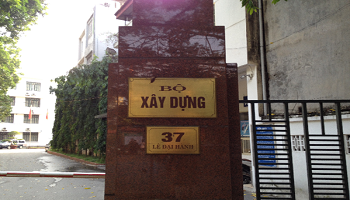 BỘ
XÂY DỰNG
37
LÊ ĐẠI HÀNH